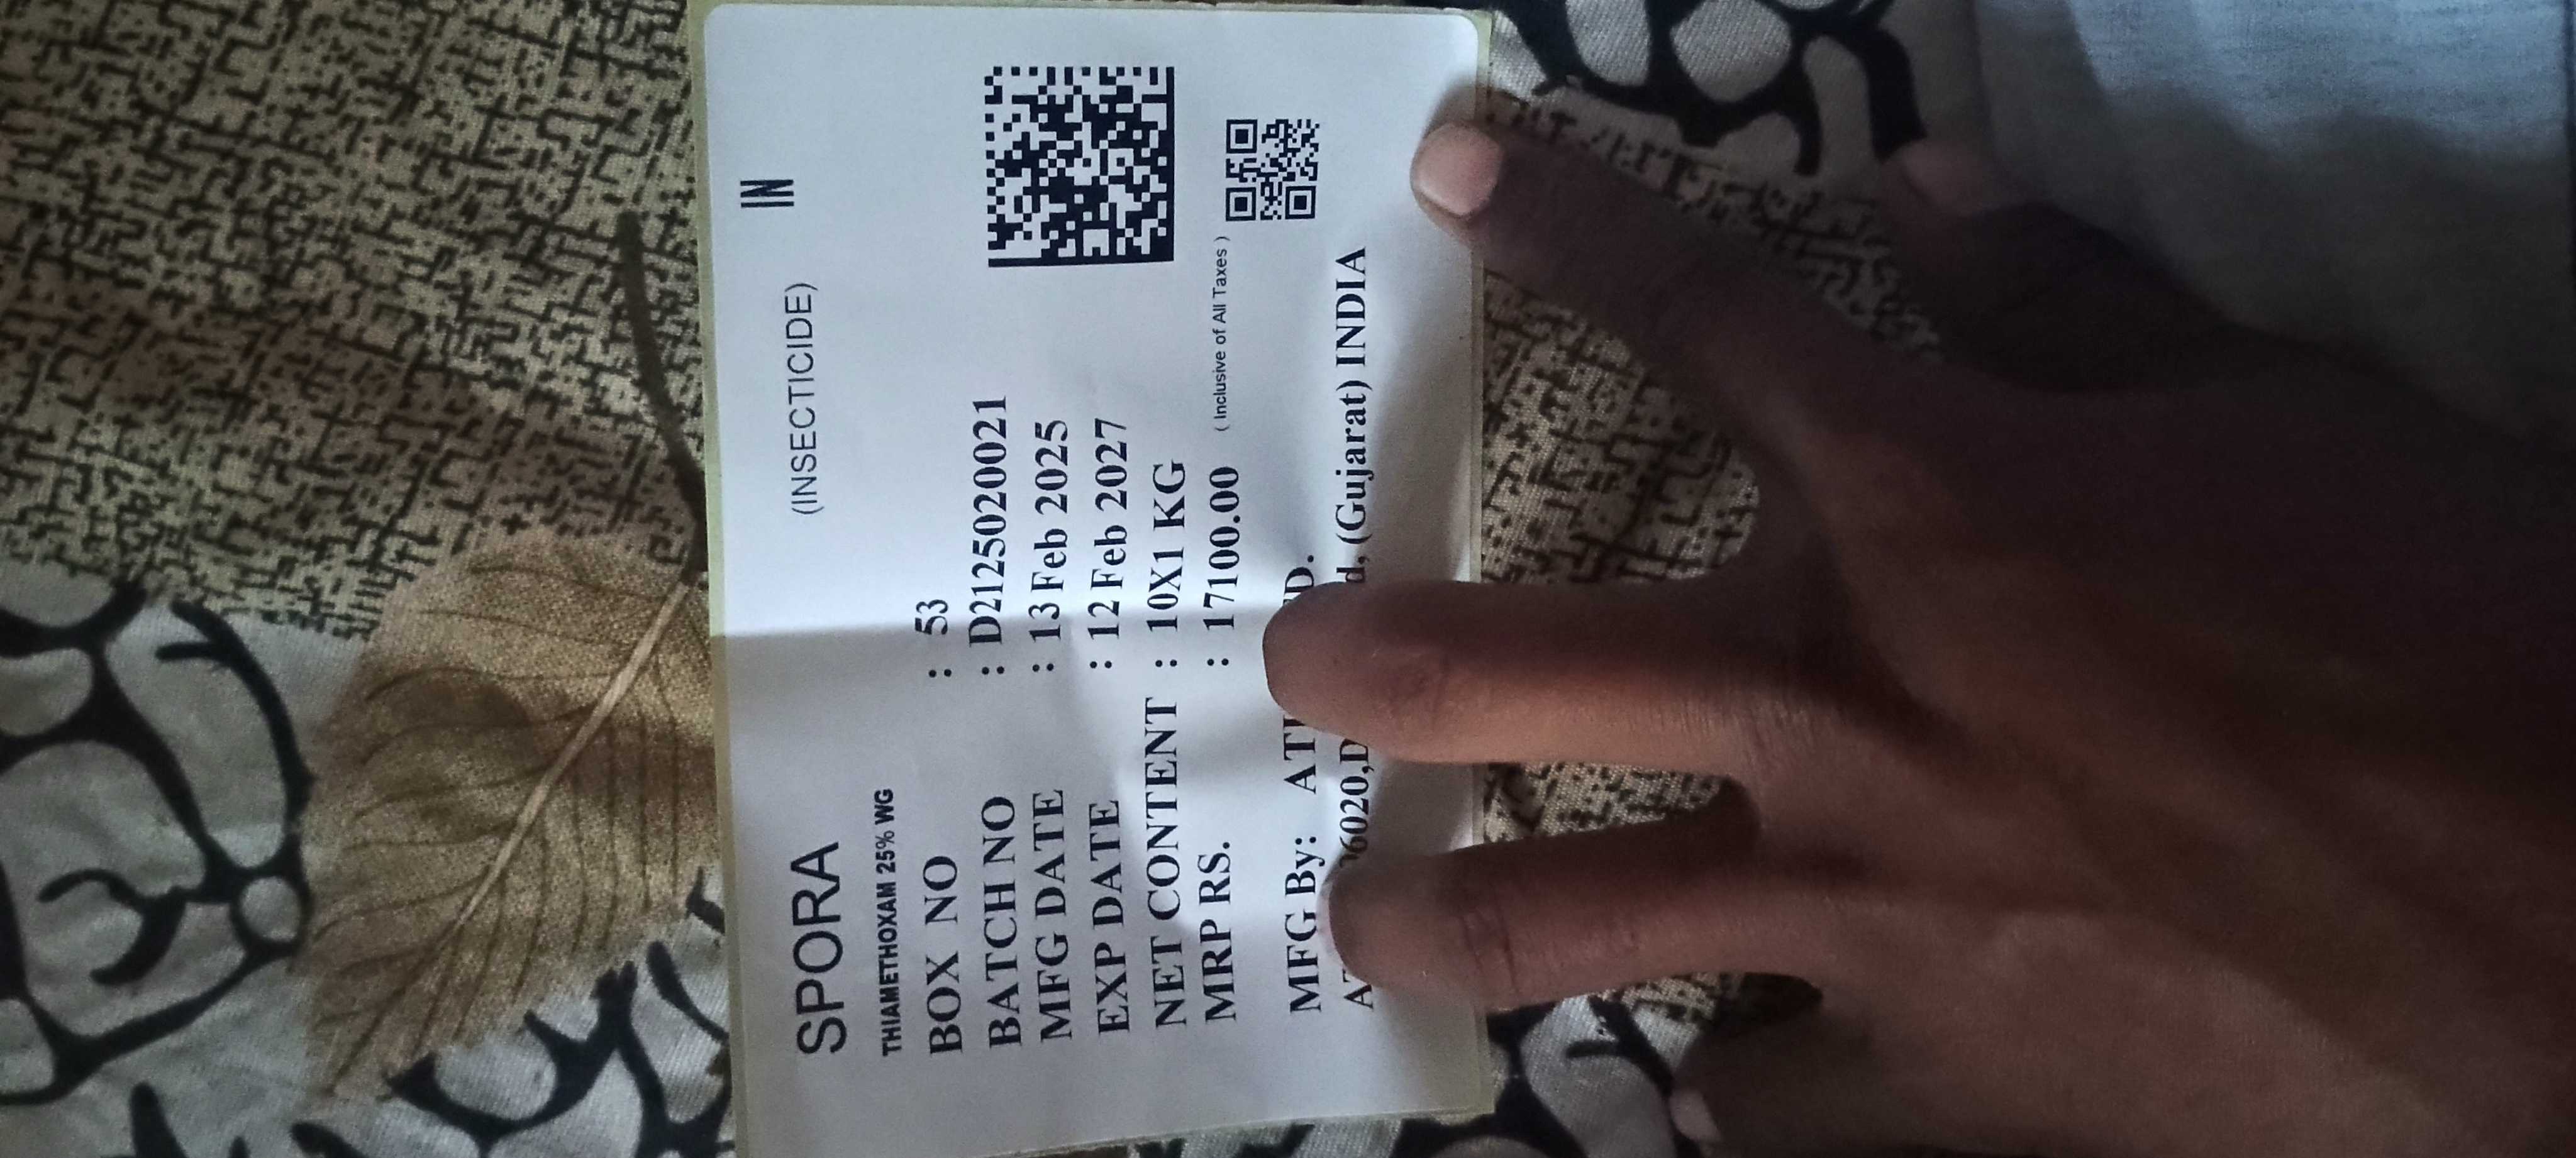 IN
SPORA (INSECTICIDE)
THIAMETHOXAM 25% WG
BOX NO : 53
BATCH NO : D2125020021
MFG DATE : 13 Feb 2025
EXP DATE : 12 Feb 2027
NET CONTENT : 10X1 KG
MRP RS. : 17100.00 ( Inclusive of All Taxes )
MFG By:
(Gujarat) INDIA